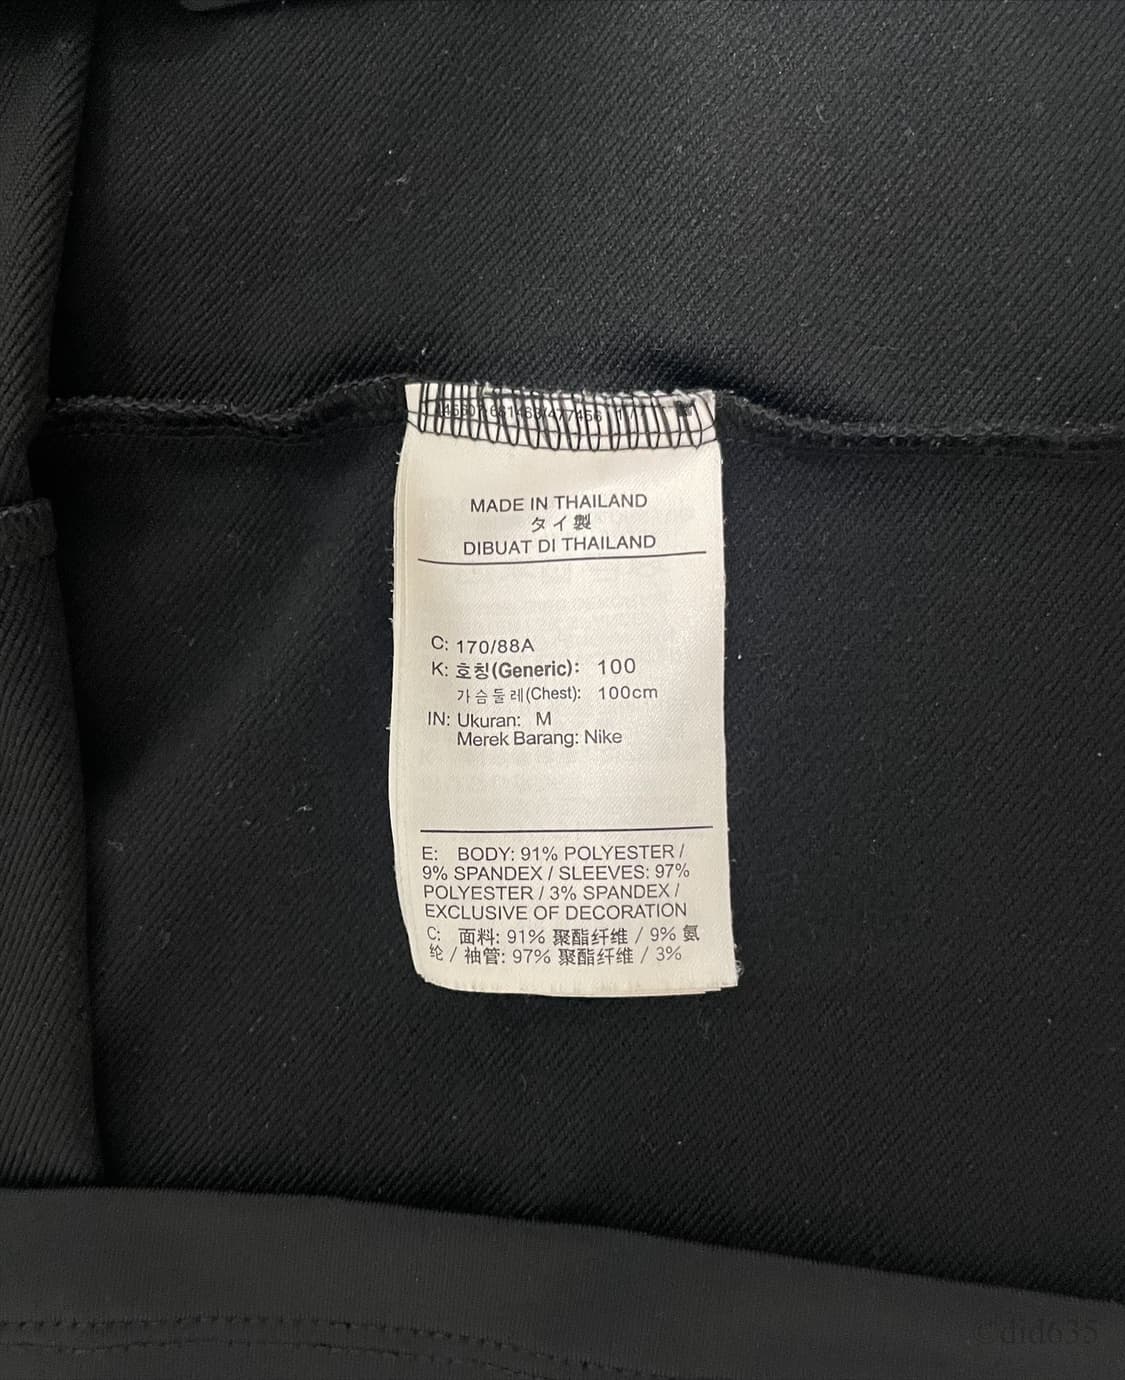 MADE IN THAILAND
タイ製
DIBUAT DI THAILAND
C: 170/88A
K: 호칭(Generic): 100
가슴둘레(Chest): 100cm
IN: Ukuran: M
Merek Barang: Nike
E: BODY: 91% POLYESTER /
9% SPANDEX / SLEEVES: 97%
POLYESTER / 3% SPANDEX /
EXCLUSIVE OF DECORATION
C: 面料: 91% 聚酯纤维 / 9% 氨
纶 / 袖管: 97% 聚酯纤维 / 3%
©did635